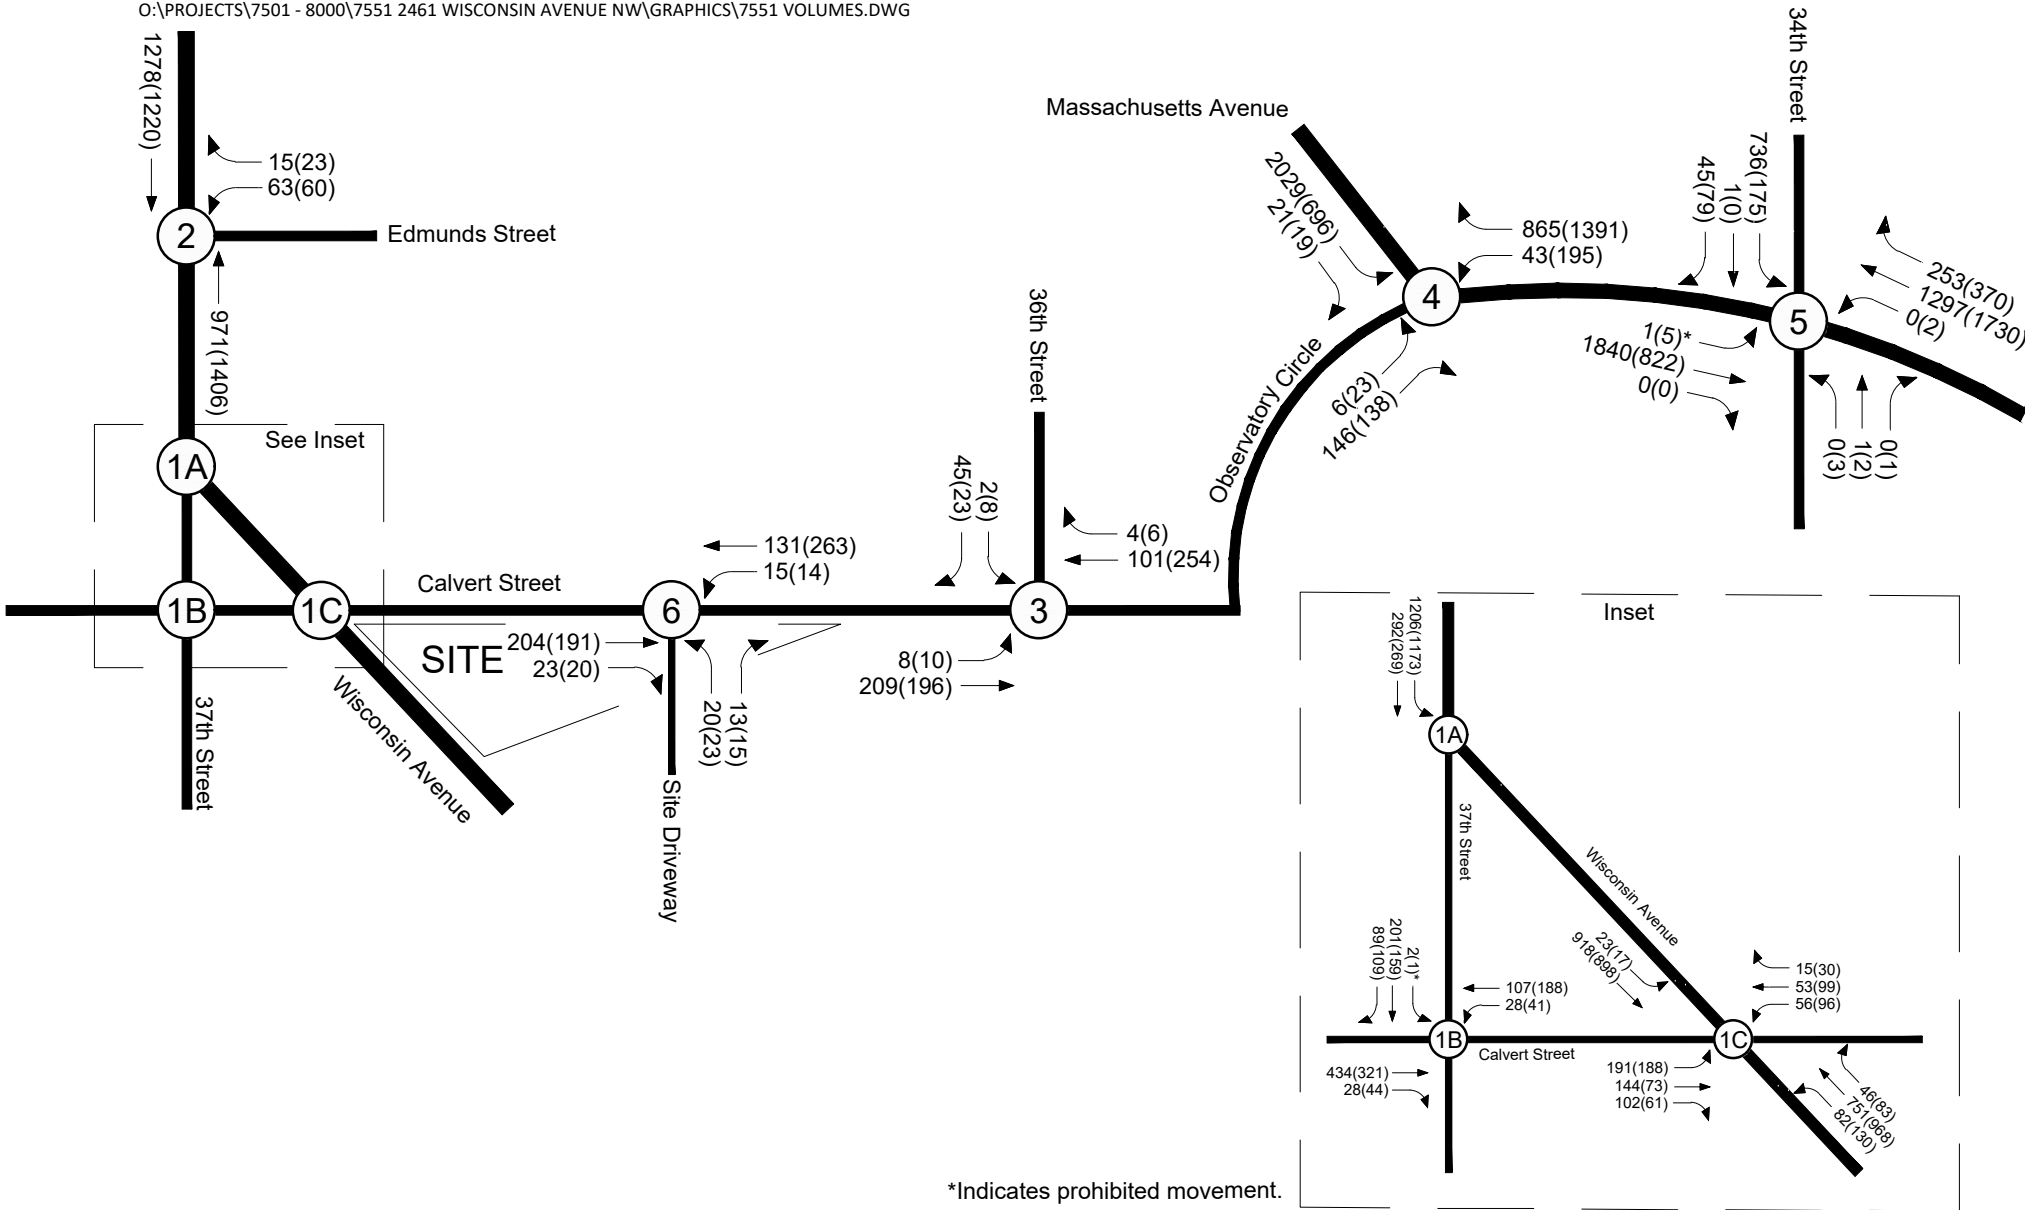 O:\PROJECTS\7501 - 8000\7551 2461 WISCONSIN AVENUE NW\GRAPHICS\7551 VOLUMES.DWG
1278(1220)
15(23)
63(60)
2
Edmunds Street
971(1406)
See Inset
1A
1B
1C
37th Street
Wisconsin Avenue
Calvert Street
SITE
131(263)
15(14)
6
204(191)
23(20)
20(23)
13(15)
Site Driveway
36th Street
45(23)
2(8)
4(6)
101(254)
3
8(10)
209(196)
Massachusetts Avenue
2029(696)
21(19)
865(1391)
43(195)
4
6(23)
146(138)
Observatory Circle
34th Street
45(79)
1(0)
736(175)
253(370)
1297(1730)
0(2)
5
1(5)*
1840(822)
0(0)
0(3)
1(2)
0(1)
Inset
1206(1173)
292(269)
1A
37th Street
Wisconsin Avenue
89(109)
201(159)
2(1)*
107(188)
28(41)
1B
Calvert Street
434(321)
28(44)
23(17)
918(898)
15(30)
53(99)
56(96)
1C
191(188)
144(73)
102(61)
46(83)
751(968)
82(130)
*Indicates prohibited movement.